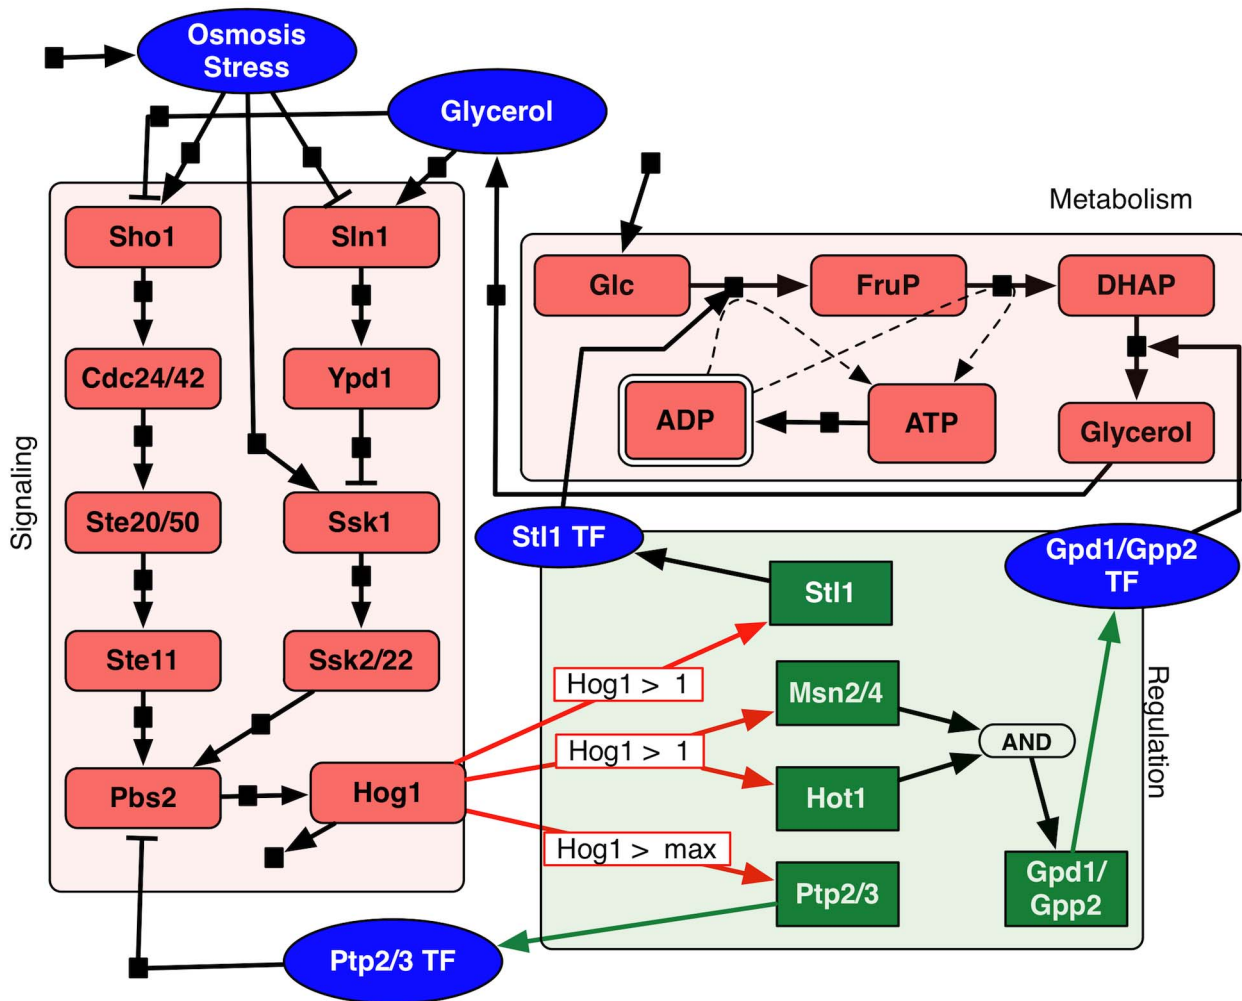 Osmosis
Stress
Glycerol
Metabolism
Sho1
Sln1
Glc
FruP
DHAP
Cdc24/42
Ypd1
ADP
ATP
Glycerol
Signaling
Ste20/50
Ssk1
Stl1 TF
Gpd1/Gpp2
TF
Stl1
Ste11
Ssk2/22
Hog1 > 1
Msn2/4
Regulation
AND
Hog1 > 1
Pbs2
Hog1
Hot1
Hog1 > max
Ptp2/3
Gpd1/
Gpp2
Ptp2/3 TF